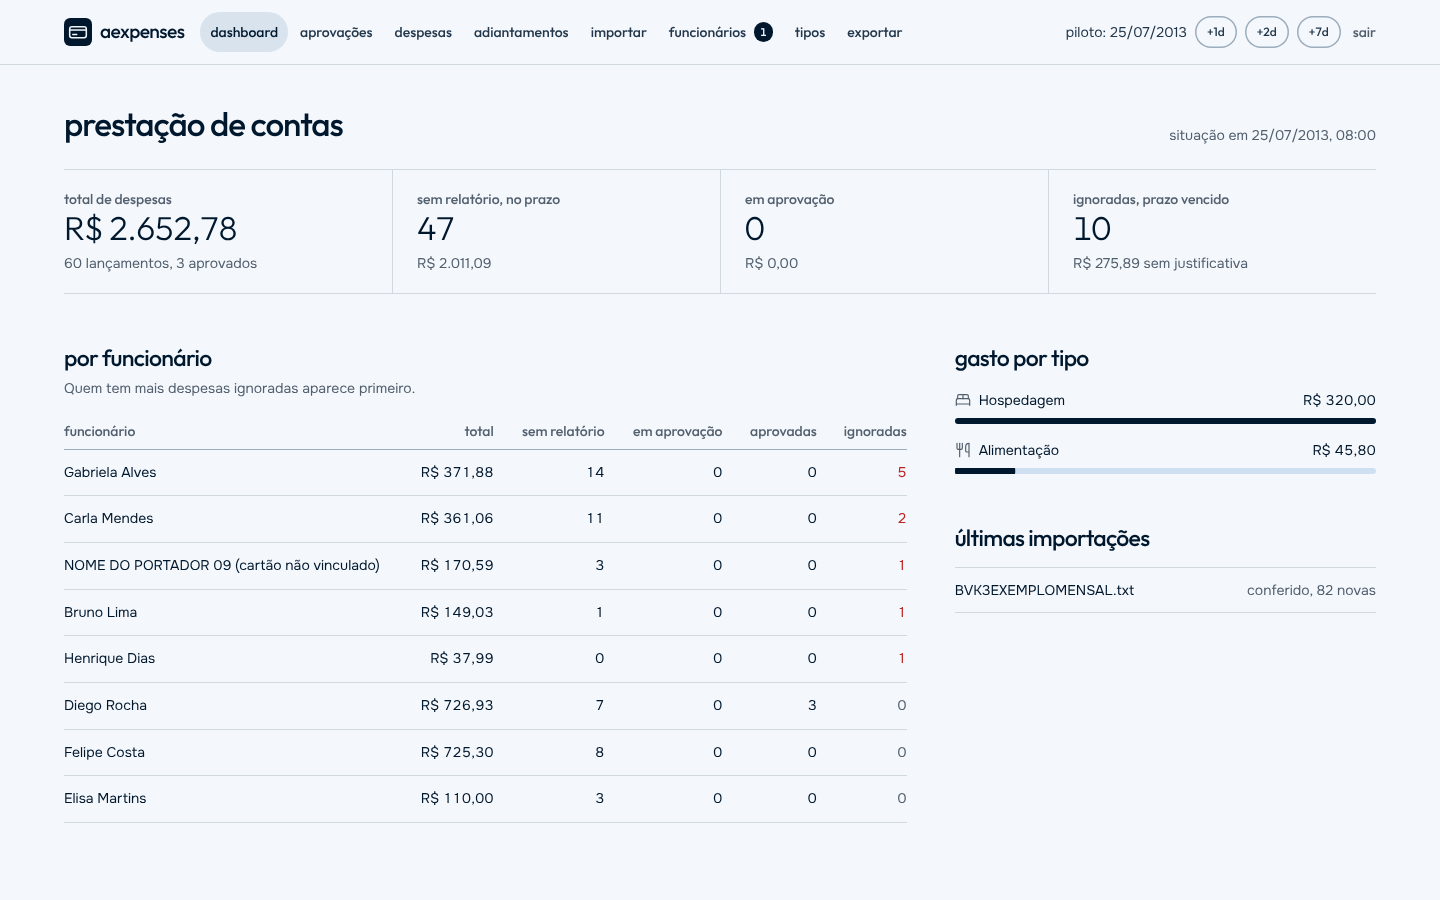 aexpenses dashboard aprovações despesas adiantamentos importar funcionários 1 tipos exportar piloto: 25/07/2013 +1d +2d +7d sair
prestação de contas
situação em 25/07/2013, 08:00
total de despesas
R$ 2.652,78
60 lançamentos, 3 aprovados
sem relatório, no prazo
47
R$ 2.011,09
em aprovação
0
R$ 0,00
ignoradas, prazo vencido
10
R$ 275,89 sem justificativa
por funcionário
Quem tem mais despesas ignoradas aparece primeiro.
funcionário total sem relatório em aprovação aprovadas ignoradas
Gabriela Alves R$ 371,88 14 0 0 5
Carla Mendes R$ 361,06 11 0 0 2
NOME DO PORTADOR 09 (cartão não vinculado) R$ 170,59 3 0 0 1
Bruno Lima R$ 149,03 1 0 0 1
Henrique Dias R$ 37,99 0 0 0 1
Diego Rocha R$ 726,93 7 0 3 0
Felipe Costa R$ 725,30 8 0 0 0
Elisa Martins R$ 110,00 3 0 0 0
gasto por tipo
Hospedagem R$ 320,00
Alimentação R$ 45,80
últimas importações
BVK3EXEMPLOMENSAL.txt conferido, 82 novas